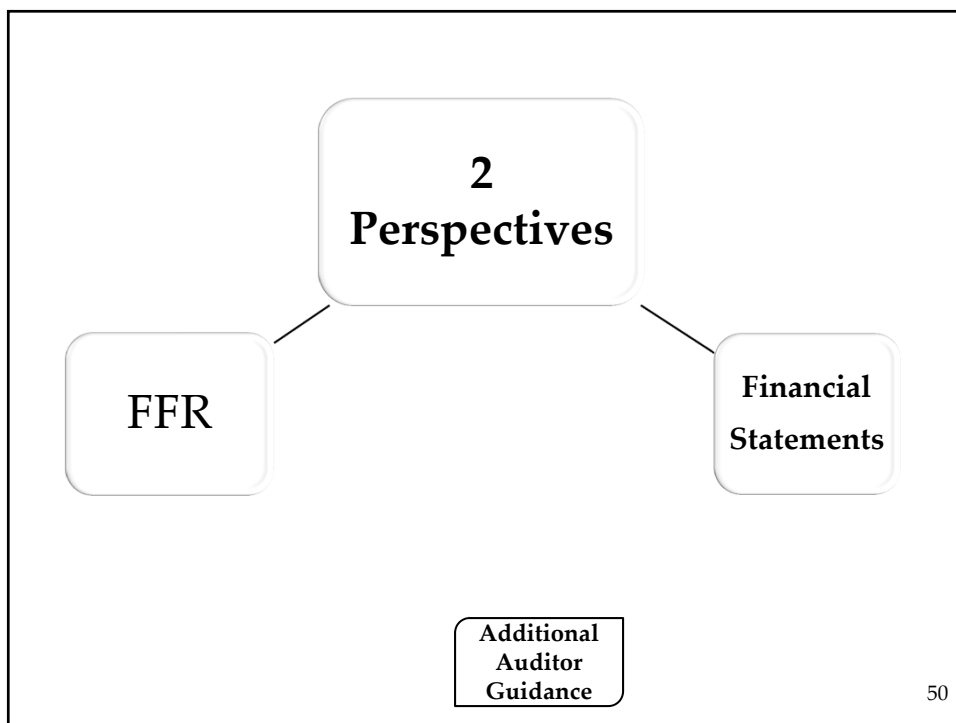 2
Perspectives
FFR
Financial
Statements
Additional
Auditor
Guidance
50